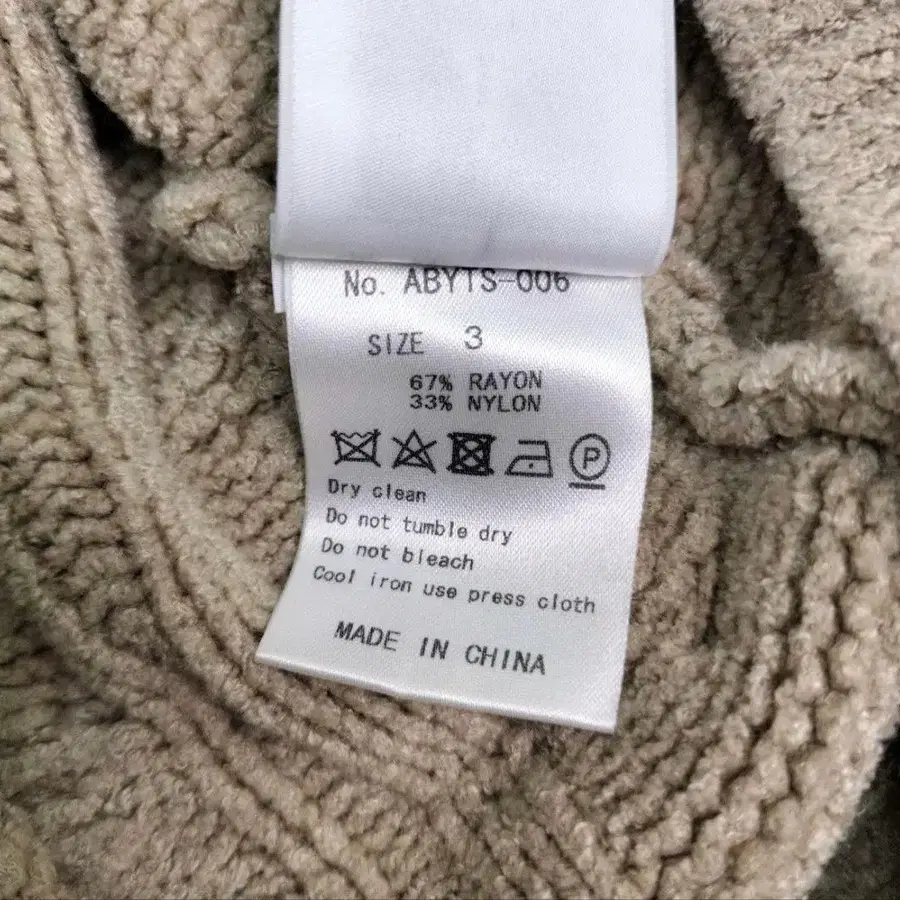 No. ABYTS-006
SIZE 3
67% RAYON
33% NYLON
P
Dry clean
Do not tumble dry
Do not bleach
Cool iron use press cloth
MADE IN CHINA